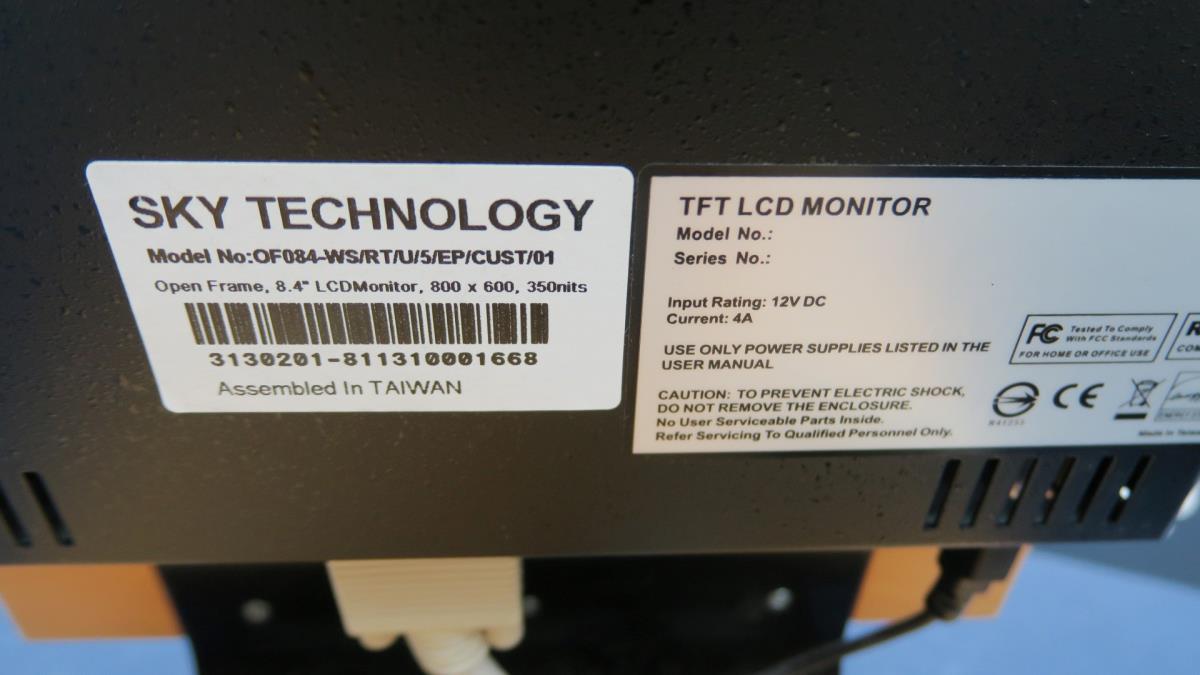 SKY TECHNOLOGY
Model No:OF084-WS/RT/U/5/EP/CUST/01
Open Frame, 8.4" LCDMonitor, 800 x 600, 350nits
3130201-811310001668
Assembled In TAIWAN
TFT LCD MONITOR
Model No.:
Series No.:
Input Rating: 12V DC
Current: 4A
USE ONLY POWER SUPPLIES LISTED IN THE
USER MANUAL
CAUTION: TO PREVENT ELECTRIC SHOCK,
DO NOT REMOVE THE ENCLOSURE.
No User Serviceable Parts Inside.
Refer Servicing To Qualified Personnel Only.
FC Tested To Comply
With FCC Standards
FOR HOME OR OFFICE USE
CE
Made in